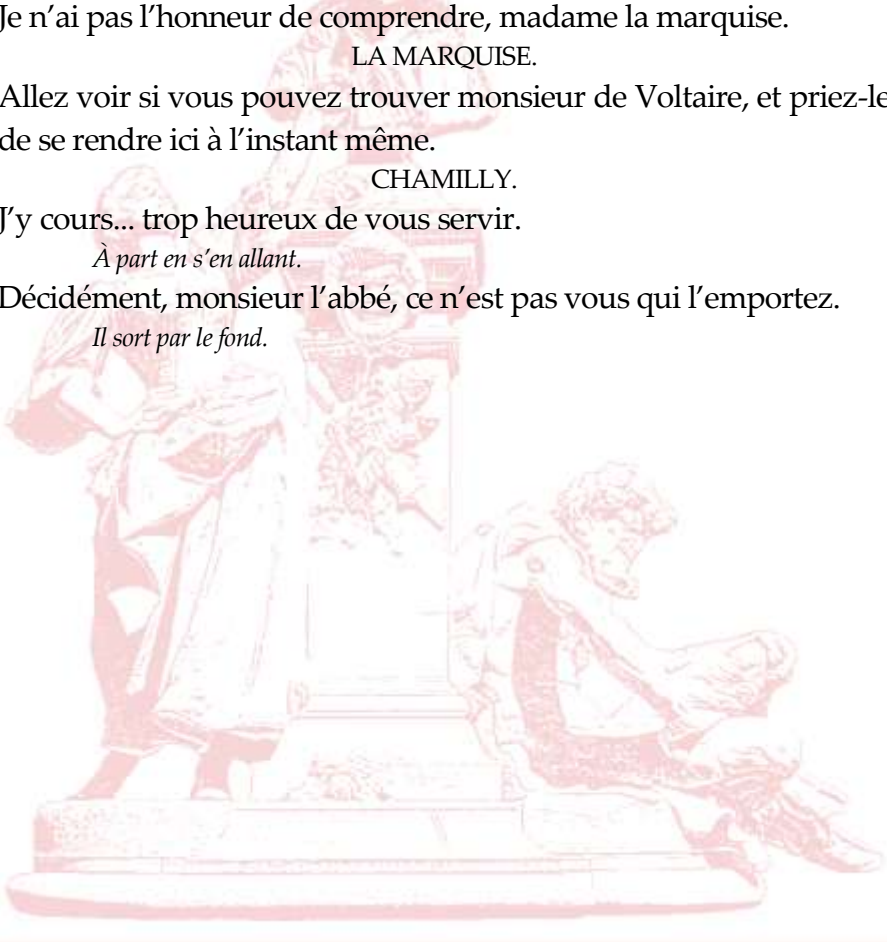 Je n’ai pas l’honneur de comprendre, madame la marquise.
LA MARQUISE.
Allez voir si vous pouvez trouver monsieur de Voltaire, et priez-le
de se rendre ici à l’instant même.
CHAMILLY.
J’y cours... trop heureux de vous servir.
À part en s’en allant.
Décidément, monsieur l’abbé, ce n’est pas vous qui l’emportez.
Il sort par le fond.